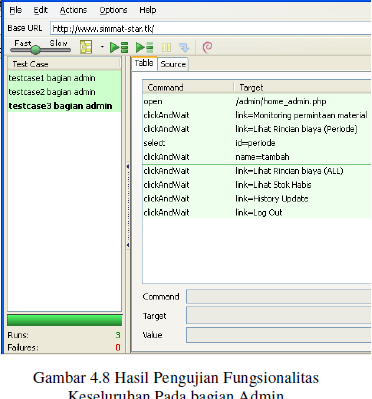 File Edit Actions Options Help
Base URL http://www.simmat-star.tk/
Fast Slow
Test Case
testcase1 bagian admin
testcase2 bagian admin
testcase3 bagian admin
Runs: 3
Failures: 0
Table Source
Command Target
open /admin/home_admin.php
clickAndWait link=Monitoring permintaan material
clickAndWait link=Lihat Rincian biaya (Periode)
select id=periode
clickAndWait name=tambah
clickAndWait link=Lihat Rincian biaya (ALL)
clickAndWait link=Lihat Stok Habis
clickAndWait link=History Update
clickAndWait link=Log Out
Command
Target
Value
Gambar 4.8 Hasil Pengujian Fungsionalitas
Keseluruhan Pada bagian Admin